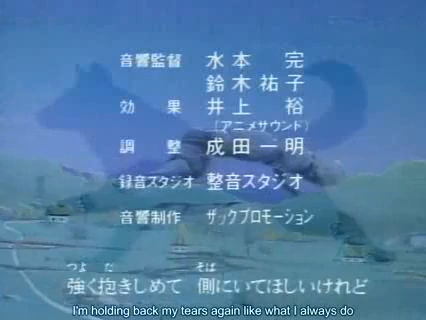 音響監督 水本 完
鈴木祐子
効果 井上 裕
(アニメサウンド)
調整 成田一明
録音スタジオ 整音スタジオ
音響制作 ザックプロモーション
つよ だ そば
強く抱きしめて 側にいてほしいけれど
I'm holding back my tears again like what I always do